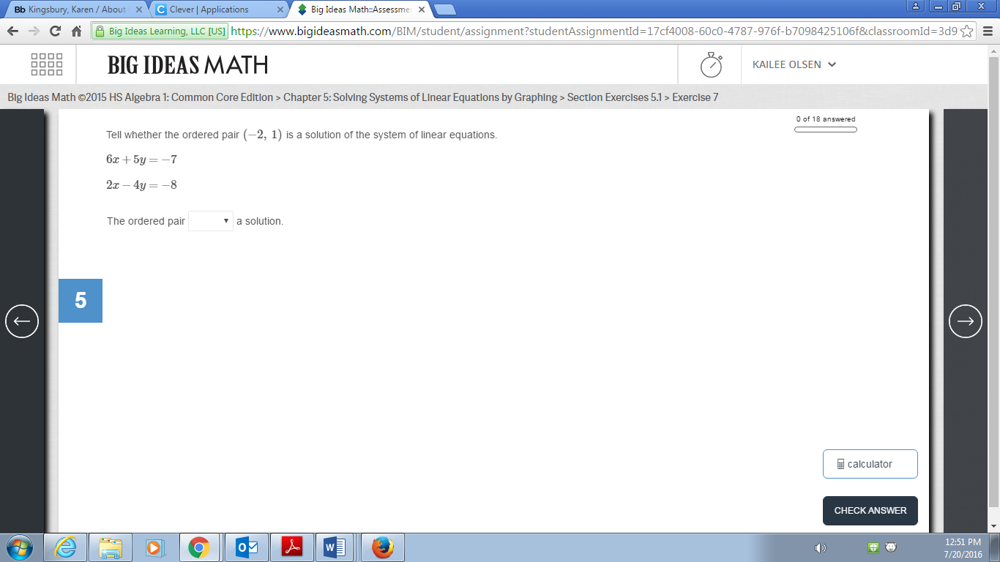 Bb Kingsbury, Karen / About
Clever | Applications
Big Ideas Math::Assessme
Big Ideas Learning, LLC [US] https://www.bigideasmath.com/BIM/student/assignment?studentAssignmentId=17cf4008-60c0-4787-976f-b7098425106f&classroomId=3d9
BIG IDEAS MATH
KAILEE OLSEN
Big Ideas Math ©2015 HS Algebra 1: Common Core Edition > Chapter 5: Solving Systems of Linear Equations by Graphing > Section Exercises 5.1 > Exercise 7
0 of 18 answered
Tell whether the ordered pair (−2, 1) is a solution of the system of linear equations.
6x + 5y = −7
2x − 4y = −8
The ordered pair a solution.
5
calculator
CHECK ANSWER
12:51 PM
7/20/2016